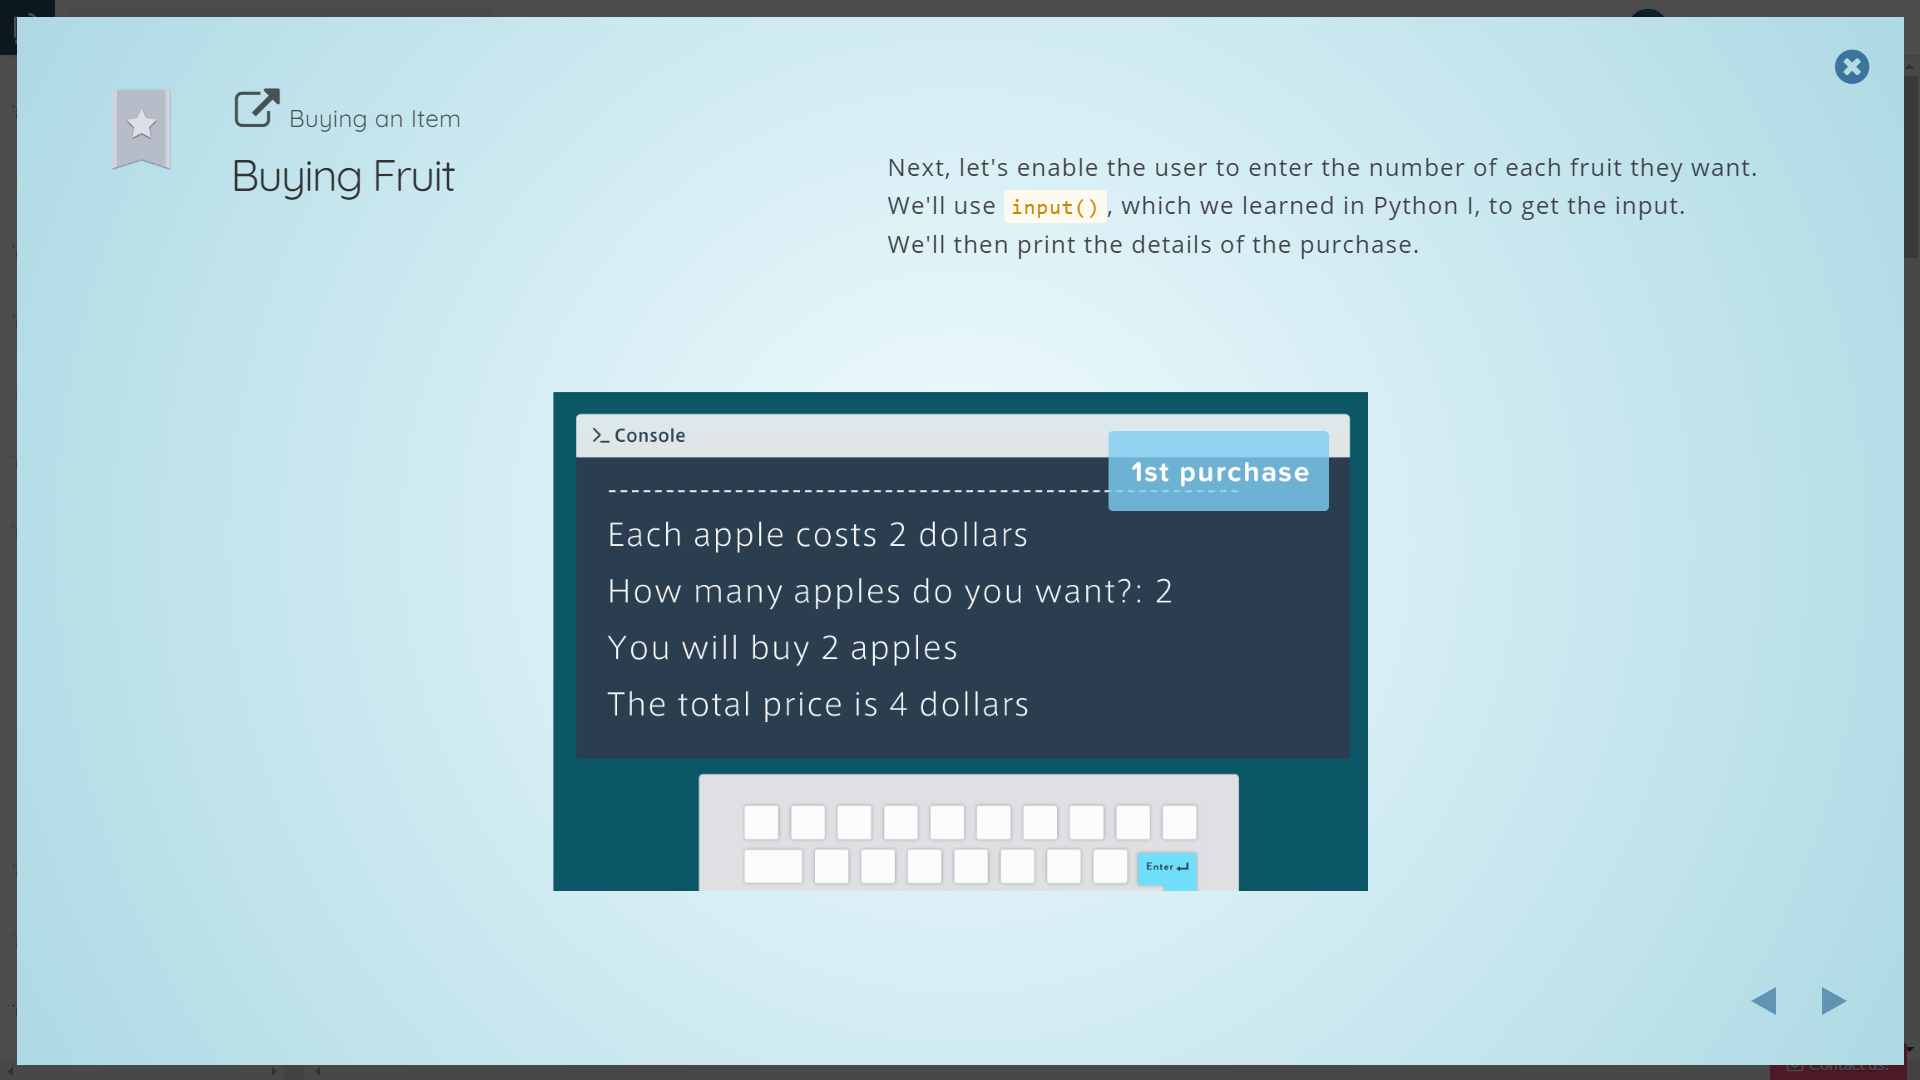 Buying an Item
Buying Fruit
Next, let's enable the user to enter the number of each fruit they want.
We'll use input(), which we learned in Python I, to get the input.
We'll then print the details of the purchase.
>_ Console
1st purchase
--------------------------------------------------------
Each apple costs 2 dollars
How many apples do you want?: 2
You will buy 2 apples
The total price is 4 dollars
Enter
Contact us!